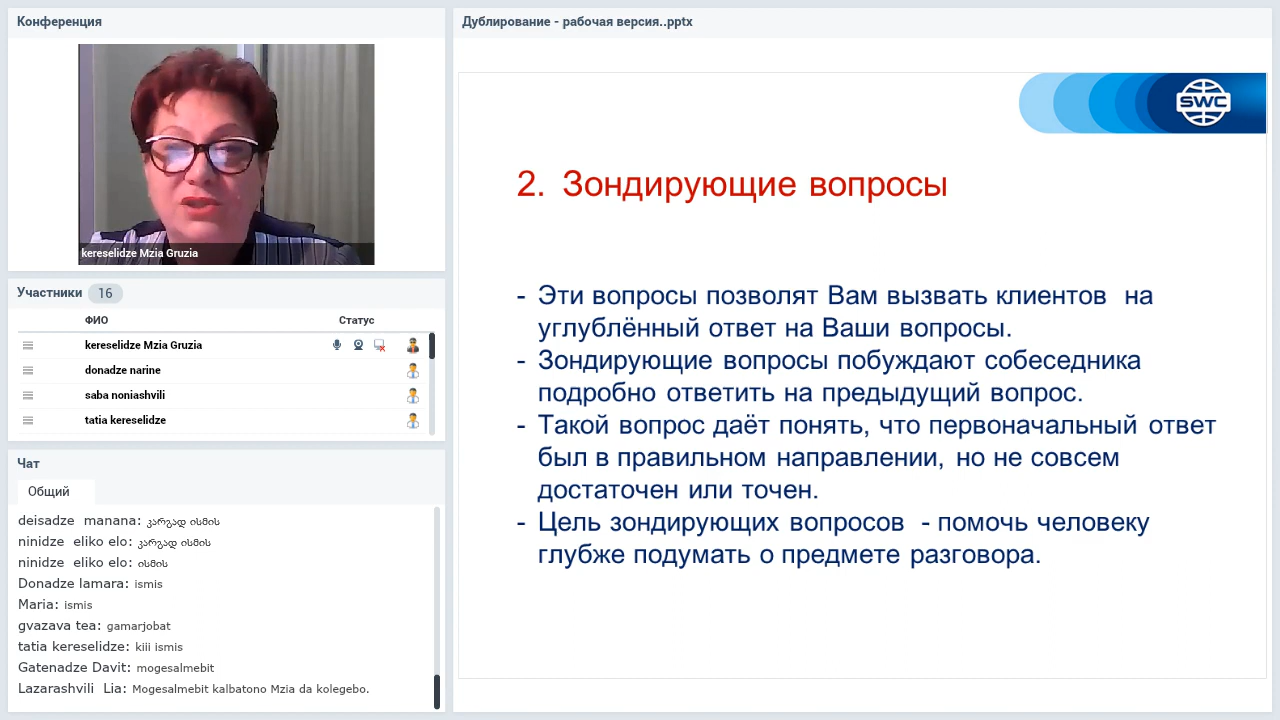 Конференция
kereselidze Mzia Gruzia
Участники 16
ФИО Статус
kereselidze Mzia Gruzia
donadze narine
saba noniashvili
tatia kereselidze
Чат
Общий
deisadze manana: კარგად ისმის
ninidze eliko elo: კარგად ისმის
ninidze eliko elo: ისმის
Donadze lamara: ismis
Maria: ismis
gvazava tea: gamarjobat
tatia kereselidze: kiii ismis
Gatenadze Davit: mogesalmebit
Lazarashvili Lia: Mogesalmebit kalbatono Mzia da kolegebo.
Дублирование - рабочая версия..pptx
SWC
2. Зондирующие вопросы
- Эти вопросы позволят Вам вызвать клиентов на
углублённый ответ на Ваши вопросы.
- Зондирующие вопросы побуждают собеседника
подробно ответить на предыдущий вопрос.
- Такой вопрос даёт понять, что первоначальный ответ
был в правильном направлении, но не совсем
достаточен или точен.
- Цель зондирующих вопросов - помочь человеку
глубже подумать о предмете разговора.